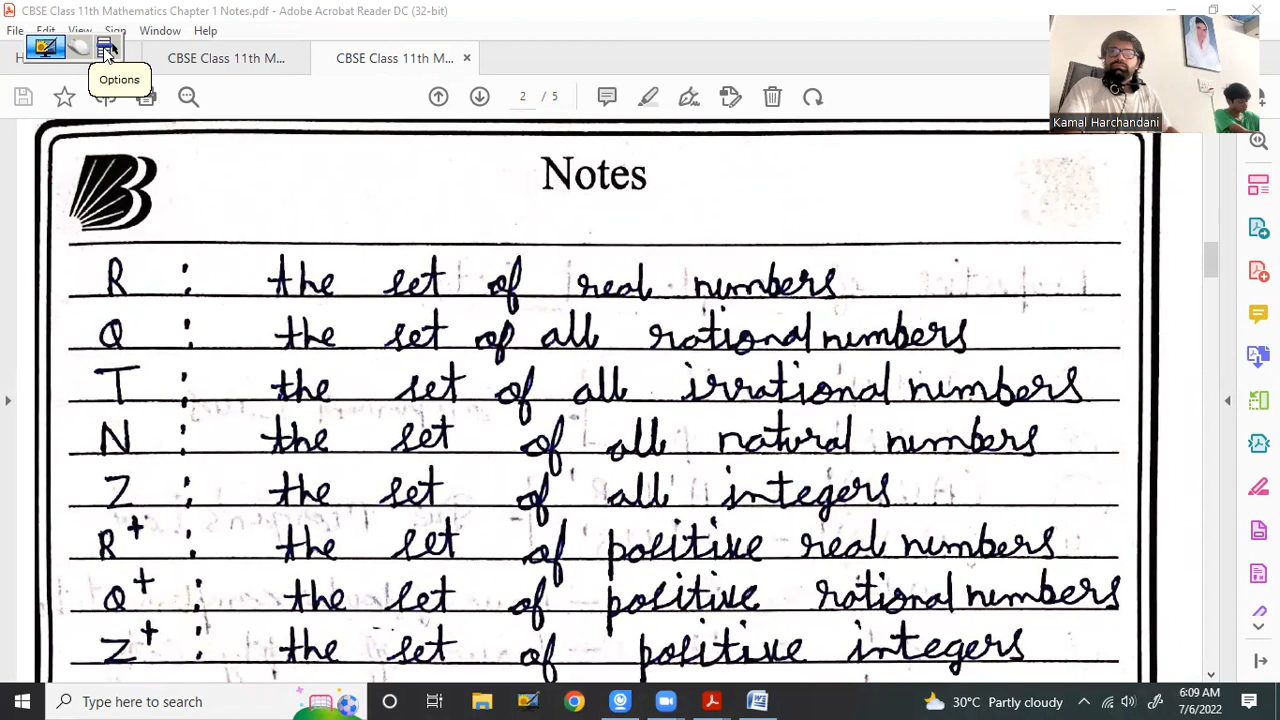 CBSE Class 11th Mathematics Chapter 1 Notes.pdf - Adobe Acrobat Reader DC (32-bit)
File Edit View Sign Window Help
CBSE Class 11th M...
CBSE Class 11th M... ×
Options
2 / 5
Kamal Harchandani
Notes
R : the set of real numbers
Q : the set of all rational numbers
T : the set of all irrational numbers
N : the set of all natural numbers
Z : the set of all integers
R+ : the set of positive real numbers
Q+ : the set of positive rational numbers
Z+ : the set of positive integers
Type here to search
30°C Partly cloudy
6:09 AM
7/6/2022